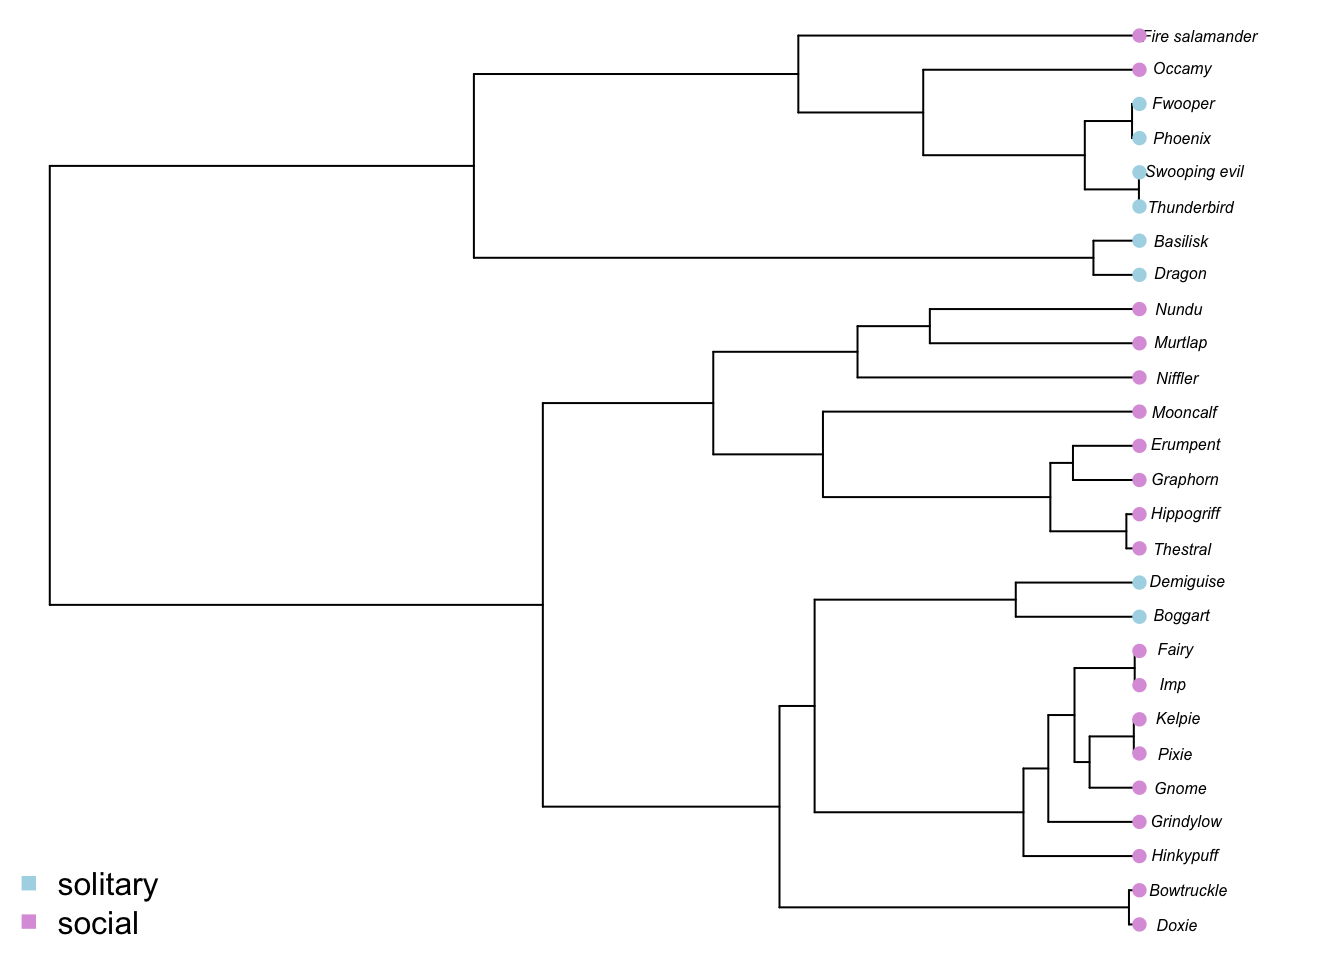 Fire salamander
Occamy
Fwooper
Phoenix
Swooping evil
Thunderbird
Basilisk
Dragon
Nundu
Murtlap
Niffler
Mooncalf
Erumpent
Graphorn
Hippogriff
Thestral
Demiguise
Boggart
Fairy
Imp
Kelpie
Pixie
Gnome
Grindylow
Hinkypuff
Bowtruckle
Doxie
solitary
social